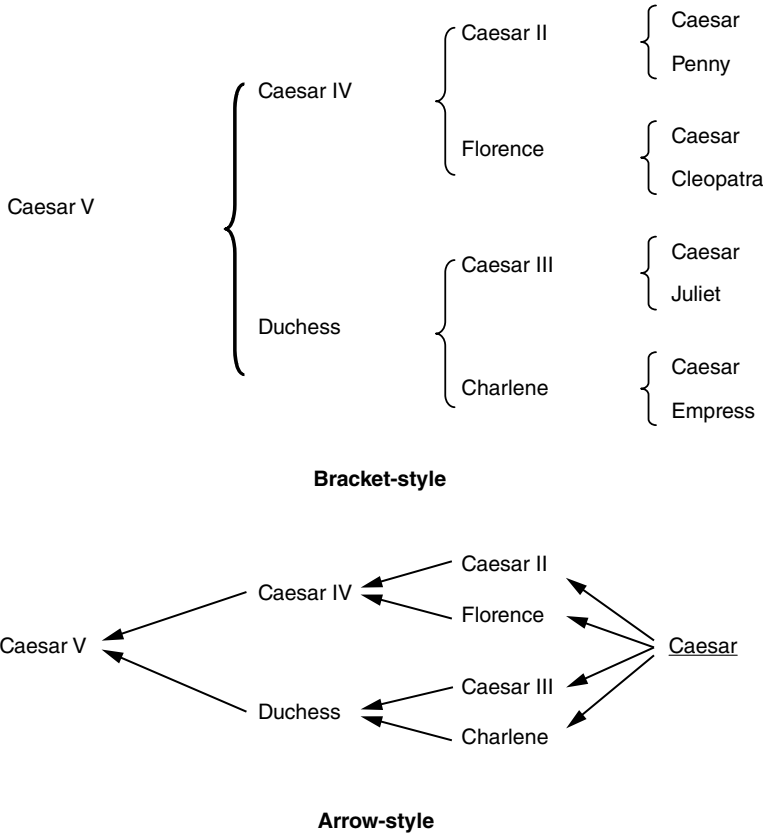 Caesar
Caesar II
Penny
Caesar IV
Caesar
Florence
Cleopatra
Caesar V
Caesar
Caesar III
Juliet
Duchess
Caesar
Charlene
Empress
Bracket-style
Caesar II
Caesar IV
Florence
Caesar V
Caesar
Caesar III
Duchess
Charlene
Arrow-style